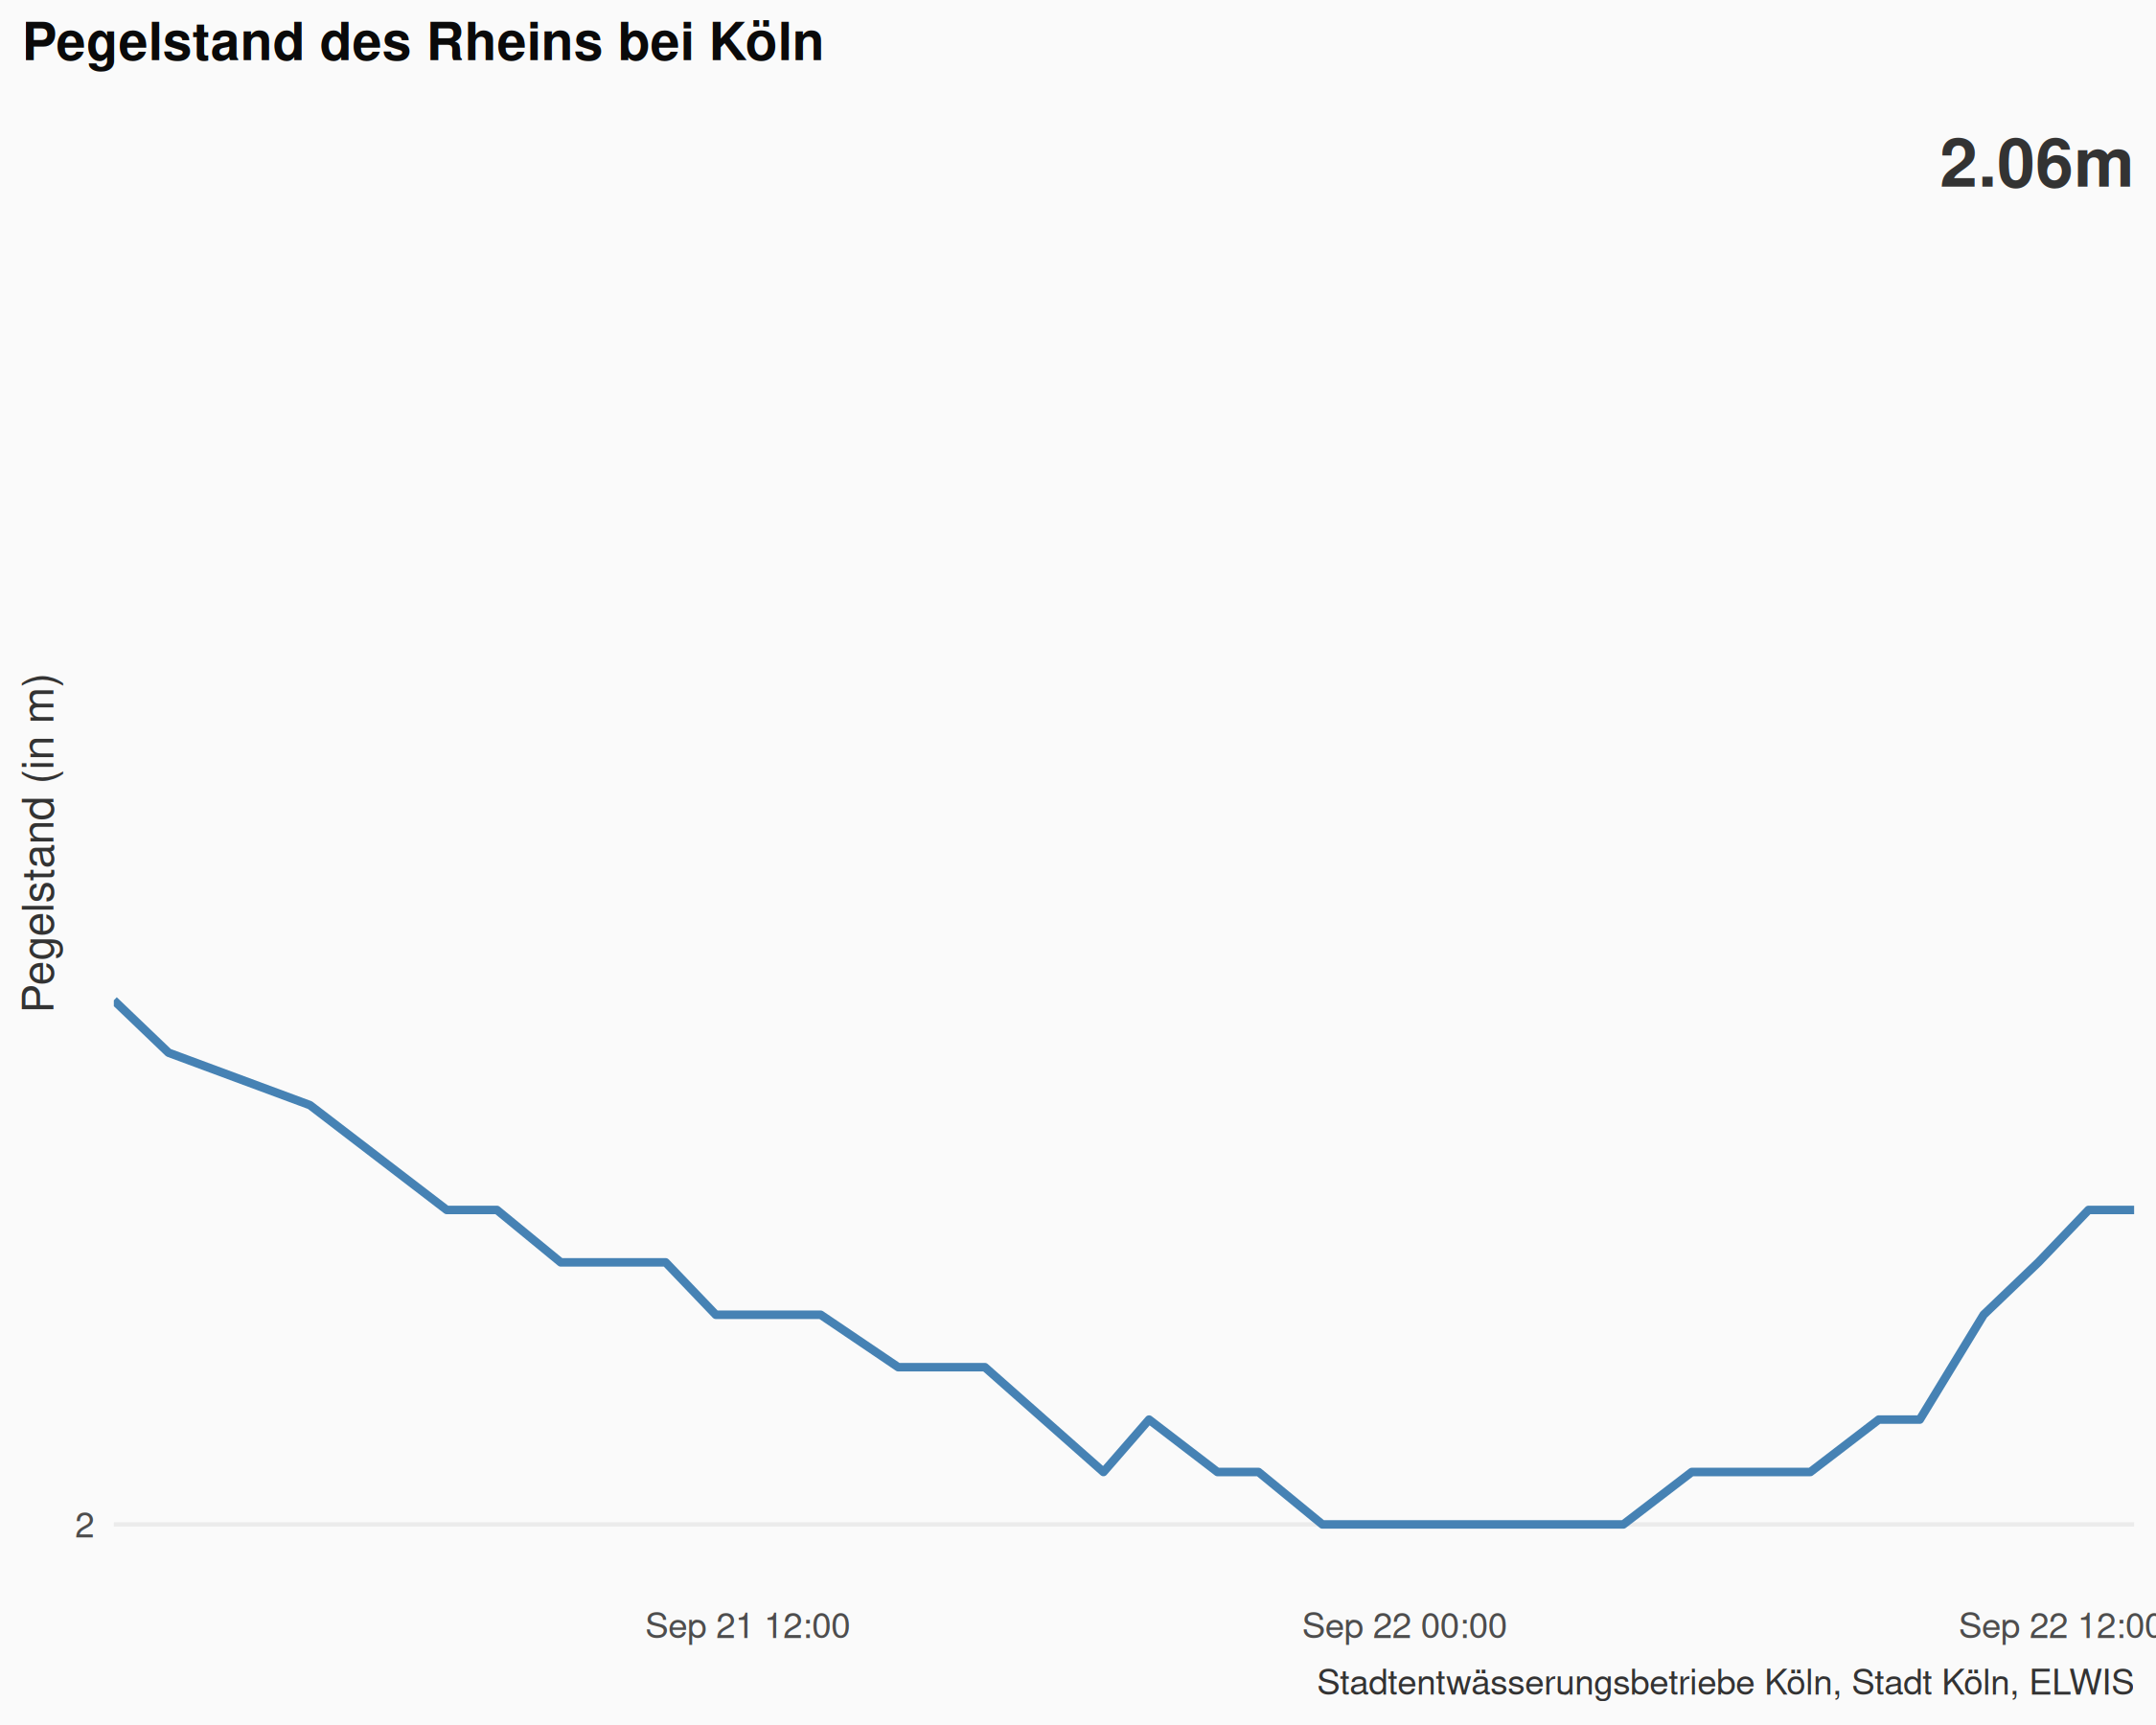 Pegelstand des Rheins bei Köln
2.06m
Pegelstand (in m)
2
Sep 21 12:00
Sep 22 00:00
Sep 22 12:00
Stadtentwässerungsbetriebe Köln, Stadt Köln, ELWIS